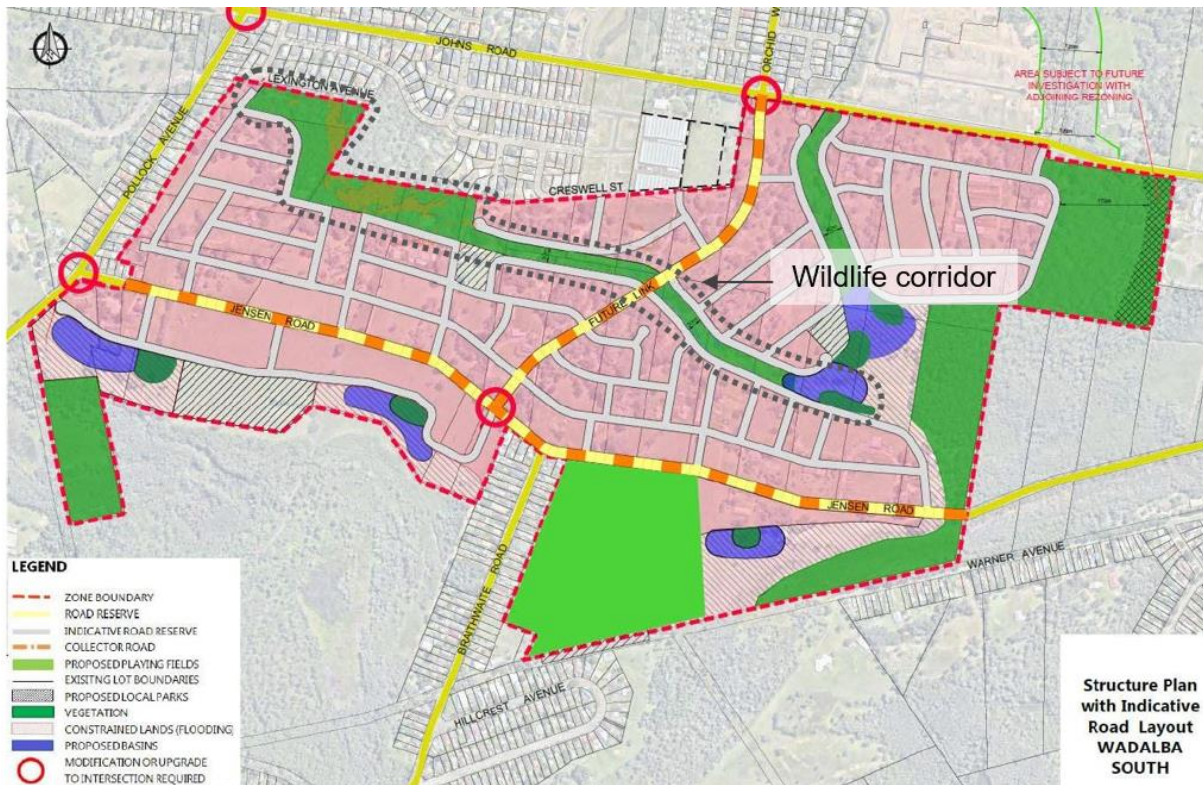 JOHNS ROAD
ORCHID
LEXINGTON AVENUE
AREA SUBJECT TO FUTURE
INVESTIGATION WITH
ADJOINING REZONING
POLLOCK AVENUE
CRESWELL ST
Wildlife corridor
FUTURE LINK
JENSEN ROAD
JENSEN ROAD
BRAITHWAITE ROAD
WARNER AVENUE
HILLCREST AVENUE
LEGEND
ZONE BOUNDARY
ROAD RESERVE
INDICATIVE ROAD RESERVE
COLLECTOR ROAD
PROPOSED PLAYING FIELDS
EXISITNG LOT BOUNDARIES
PROPOSED LOCAL PARKS
VEGETATION
CONSTRAINED LANDS (FLOODING)
PROPOSED BASINS
MODIFICATION OR UPGRADE
TO INTERSECTION REQUIRED
Structure Plan
with Indicative
Road Layout
WADALBA
SOUTH